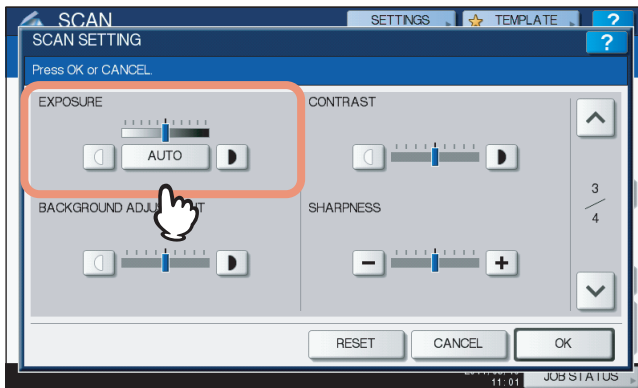 SCAN
SETTINGS
TEMPLATE
?
SCAN SETTING
?
Press OK or CANCEL.
EXPOSURE
CONTRAST
AUTO
3
/
4
BACKGROUND
SHARPNESS
RESET
CANCEL
OK
11:01
JOB STATUS